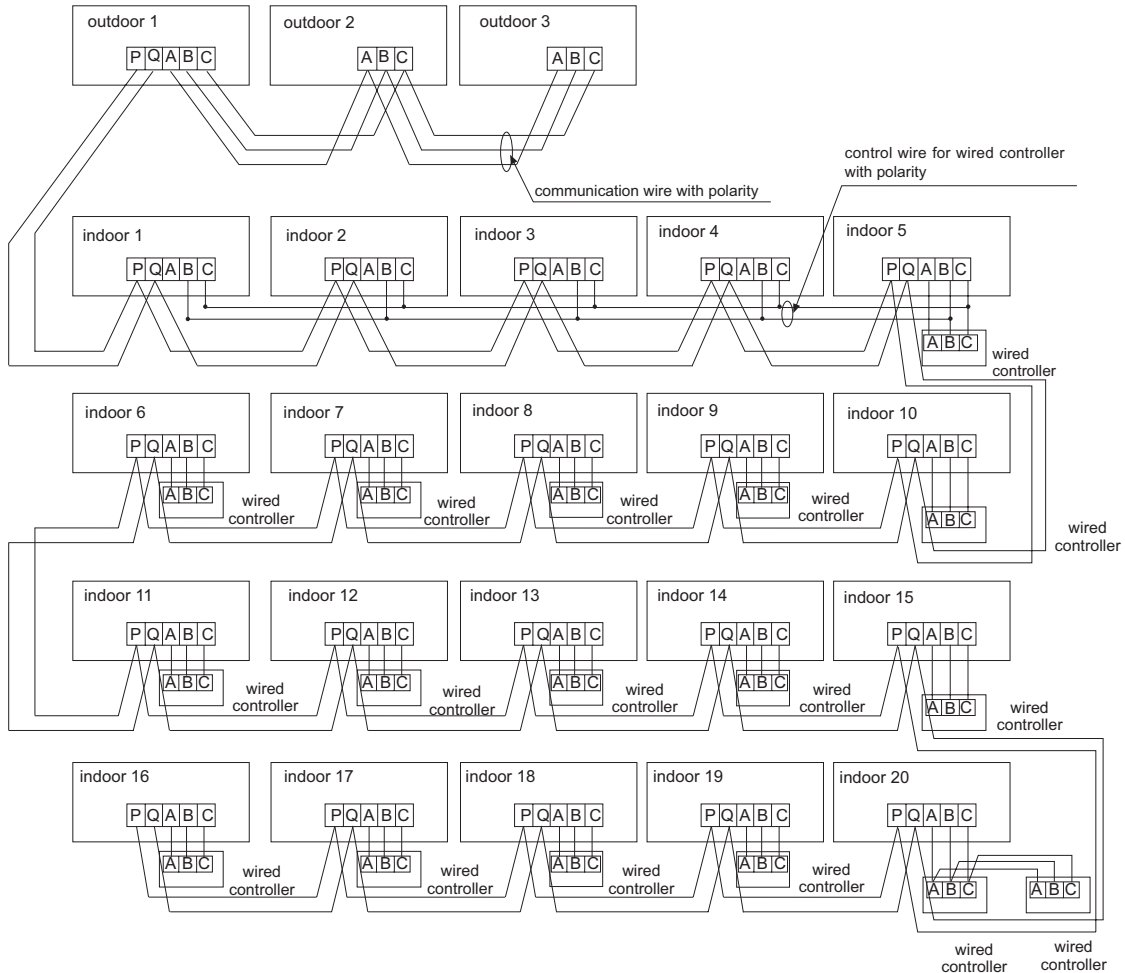 outdoor 1
outdoor 2
outdoor 3
P Q A B C
A B C
A B C
control wire for wired controller
with polarity
communication wire with polarity
indoor 1
indoor 2
indoor 3
indoor 4
indoor 5
P Q A B C
P Q A B C
P Q A B C
P Q A B C
P Q A B C
A B C
wired
controller
indoor 6
indoor 7
indoor 8
indoor 9
indoor 10
P Q A B C
P Q A B C
P Q A B C
P Q A B C
P Q A B C
A B C
wired
controller
A B C
wired
controller
A B C
wired
controller
A B C
wired
controller
A B C
wired
controller
indoor 11
indoor 12
indoor 13
indoor 14
indoor 15
P Q A B C
P Q A B C
P Q A B C
P Q A B C
P Q A B C
A B C
wired
controller
A B C
wired
controller
A B C
wired
controller
A B C
wired
controller
A B C
wired
controller
indoor 16
indoor 17
indoor 18
indoor 19
indoor 20
P Q A B C
P Q A B C
P Q A B C
P Q A B C
P Q A B C
A B C
wired
controller
A B C
wired
controller
A B C
wired
controller
A B C
wired
controller
A B C
A B C
wired
controller
wired
controller